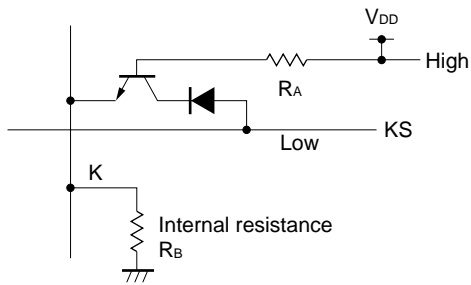 VDD
High
RA
KS
Low
K
Internal resistance
RB